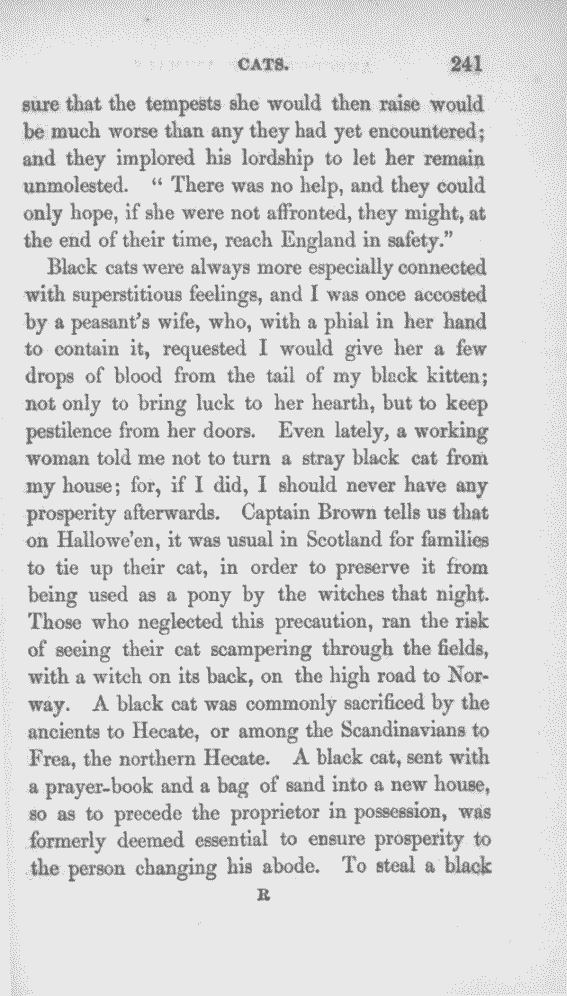 CATS. 241
sure that the tempests she would then raise would
be much worse than any they had yet encountered;
and they implored his lordship to let her remain
unmolested. “ There was no help, and they could
only hope, if she were not affronted, they might, at
the end of their time, reach England in safety.”
Black cats were always more especially connected
with superstitious feelings, and I was once accosted
by a peasant’s wife, who, with a phial in her hand
to contain it, requested I would give her a few
drops of blood from the tail of my black kitten;
not only to bring luck to her hearth, but to keep
pestilence from her doors. Even lately, a working
woman told me not to turn a stray black cat from
my house; for, if I did, I should never have any
prosperity afterwards. Captain Brown tells us that
on Hallowe’en, it was usual in Scotland for families
to tie up their cat, in order to preserve it from
being used as a pony by the witches that night.
Those who neglected this precaution, ran the risk
of seeing their cat scampering through the fields,
with a witch on its back, on the high road to Nor-
way. A black cat was commonly sacrificed by the
ancients to Hecate, or among the Scandinavians to
Frea, the northern Hecate. A black cat, sent with
a prayer-book and a bag of sand into a new house,
so as to precede the proprietor in possession, was
formerly deemed essential to ensure prosperity to
the person changing his abode. To steal a black
R